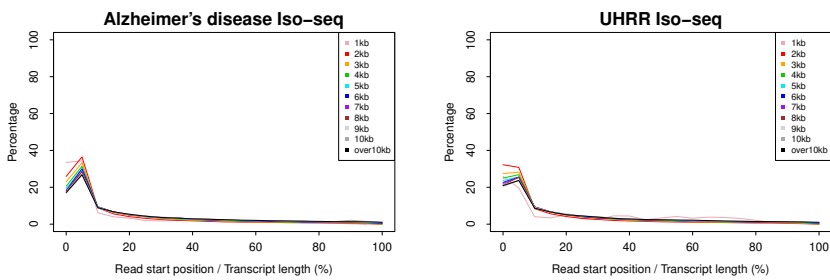 Alzheimer's disease Iso−seq
Percentage
100
80
60
40
20
0
1kb
2kb
3kb
4kb
5kb
6kb
7kb
8kb
9kb
10kb
over10kb
0 20 40 60 80 100
Read start position / Transcript length (%)
UHRR Iso−seq
Percentage
100
80
60
40
20
0
1kb
2kb
3kb
4kb
5kb
6kb
7kb
8kb
9kb
10kb
over10kb
0 20 40 60 80 100
Read start position / Transcript length (%)